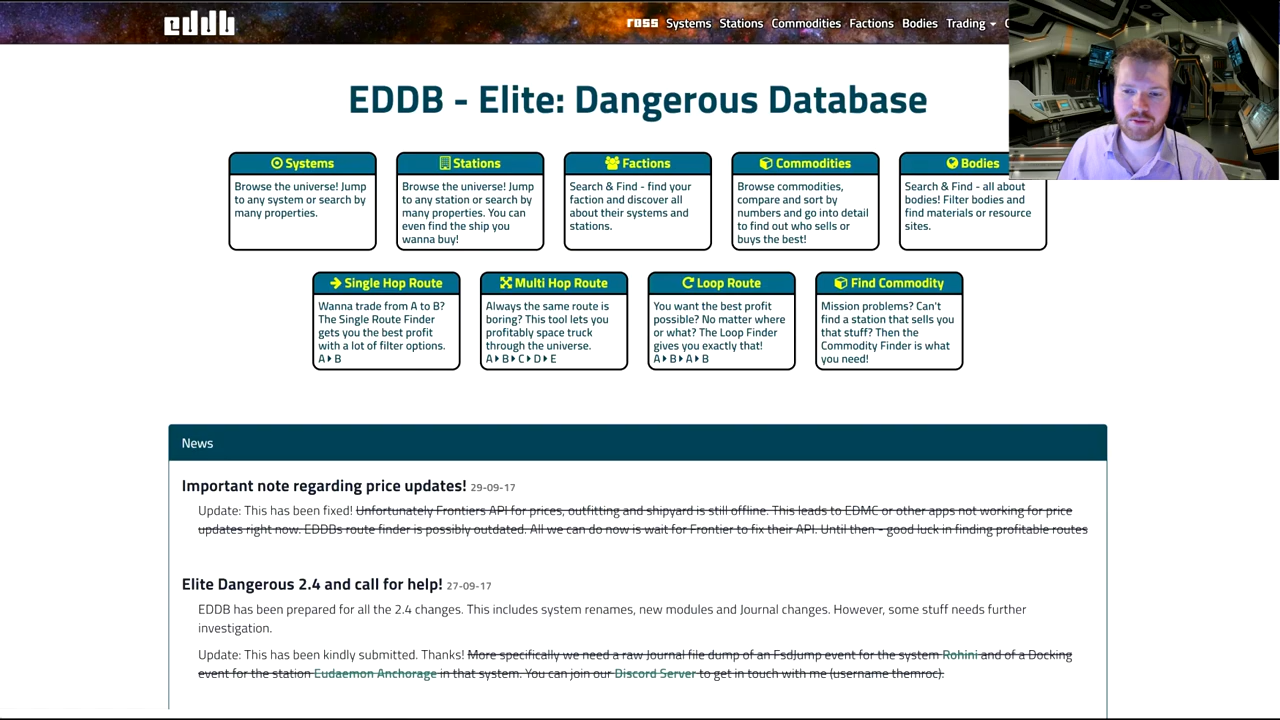 eddb ross Systems Stations Commodities Factions Bodies Trading
EDDB - Elite: Dangerous Database
Systems
Browse the universe! Jump
to any system or search by
many properties.
Stations
Browse the universe! Jump
to any station or search by
many properties. You can
even find the ship you
wanna buy!
Factions
Search & Find - find your
faction and discover all
about their systems and
stations.
Commodities
Browse commodities,
compare and sort by
numbers and go into detail
to find out who sells or
buys the best!
Bodies
Search & Find - all about
bodies! Filter bodies and
find materials or resource
sites.
Single Hop Route
Wanna trade from A to B?
The Single Route Finder
gets you the best profit
with a lot of filter options.
A ▸ B
Multi Hop Route
Always the same route is
boring? This tool lets you
profitably space truck
through the universe.
A ▸ B ▸ C ▸ D ▸ E
Loop Route
You want the best profit
possible? No matter where
or what? The Loop Finder
gives you exactly that!
A ▸ B ▸ A ▸ B
Find Commodity
Mission problems? Can't
find a station that sells you
that stuff? Then the
Commodity Finder is what
you need!
News
Important note regarding price updates! 29-09-17
Update: This has been fixed! Unfortunately Frontiers API for prices, outfitting and shipyard is still offline. This leads to EDMC or other apps not working for price
updates right now. EDDBs route finder is possibly outdated. All we can do now is wait for Frontier to fix their API. Until then - good luck in finding profitable routes
Elite Dangerous 2.4 and call for help! 27-09-17
EDDB has been prepared for all the 2.4 changes. This includes system renames, new modules and Journal changes. However, some stuff needs further
investigation.
Update: This has been kindly submitted. Thanks! More specifically we need a raw Journal file dump of an FsdJump event for the system Rohini and of a Docking
event for the station Eudaemon Anchorage in that system. You can join our Discord Server to get in touch with me (username themroc).